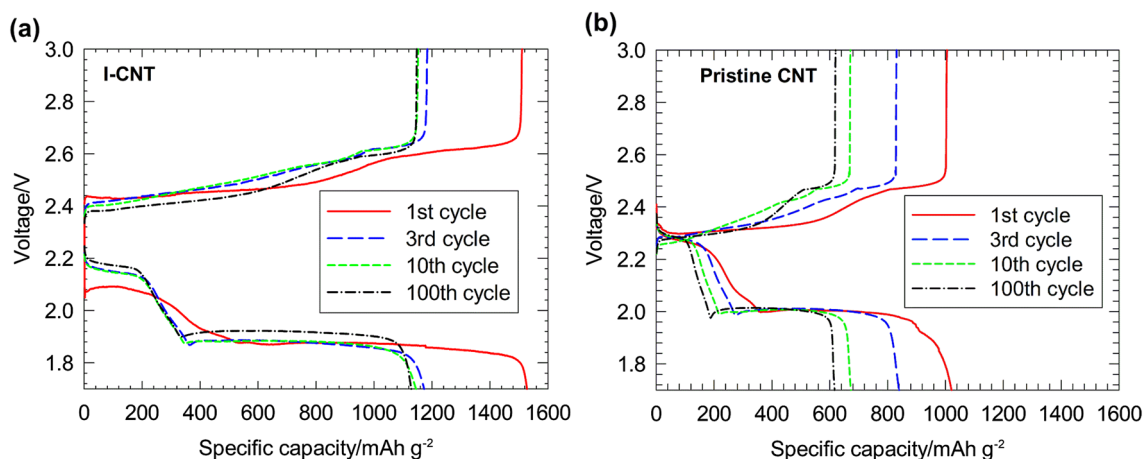 (a)
I-CNT
3.0
2.8
2.6
2.4
2.2
2.0
1.8
Voltage/V
1st cycle
3rd cycle
10th cycle
100th cycle
0 200 400 600 800 1000 1200 1400 1600
Specific capacity/mAh g-2
(b)
Pristine CNT
3.0
2.8
2.6
2.4
2.2
2.0
1.8
Voltage/V
1st cycle
3rd cycle
10th cycle
100th cycle
0 200 400 600 800 1000 1200 1400 1600
Specific capacity/mAh g-2